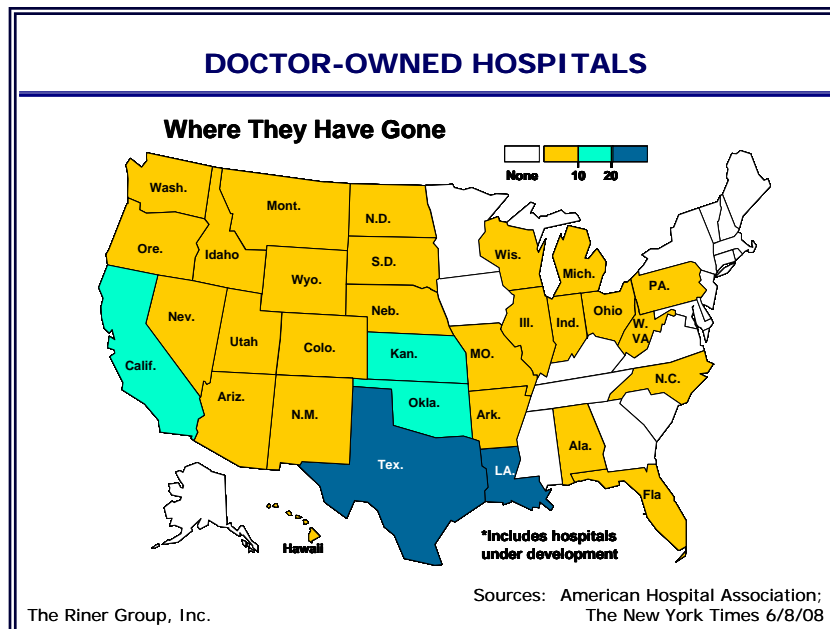 DOCTOR-OWNED HOSPITALS
Where They Have Gone
None 10 20
Wash.
Mont.
N.D.
Ore.
Idaho
Wis.
S.D.
Mich.
Wyo.
PA.
Neb.
Nev.
Ill.
Ind.
Ohio
W.
VA
Utah
Colo.
Kan.
MO.
Calif.
N.C.
Ariz.
Okla.
N.M.
Ark.
Ala.
Tex.
LA.
Fla
Hawaii
*Includes hospitals
under development
Sources: American Hospital Association;
The Riner Group, Inc. The New York Times 6/8/08